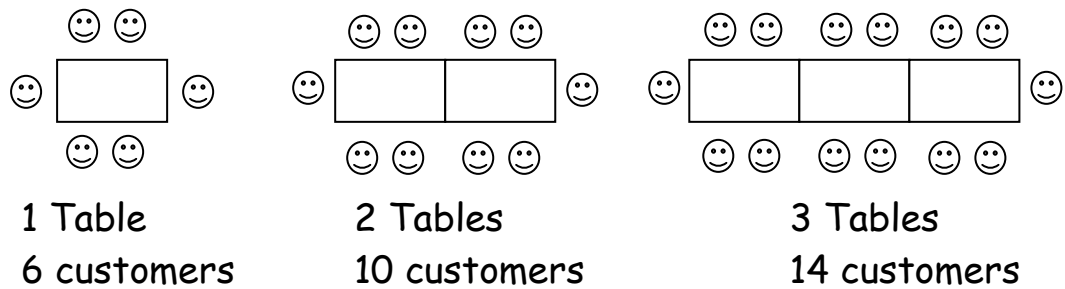 1 Table
6 customers
2 Tables
10 customers
3 Tables
14 customers